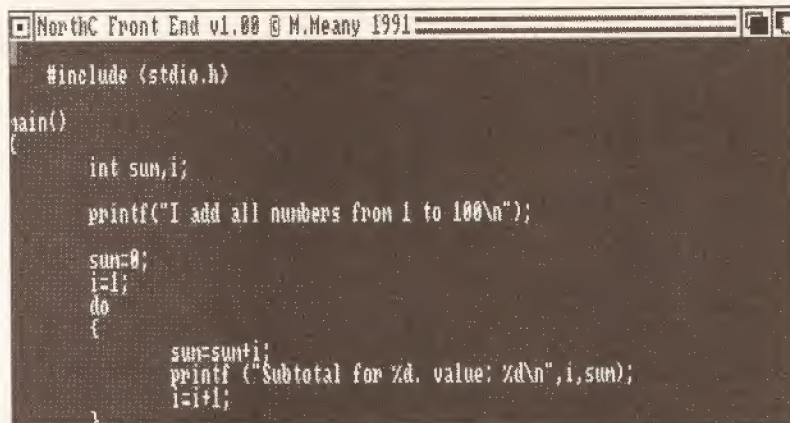 NorthC Front End v1.00 © M.Meany 1991
#include <stdio.h>
main()
{
int sum,i;
printf("I add all numbers from 1 to 100\n");
sum=0;
i=1;
do
{
sum=sum+i;
printf ("Subtotal for %d. value: %d\n",i,sum);
i=i+1;
}